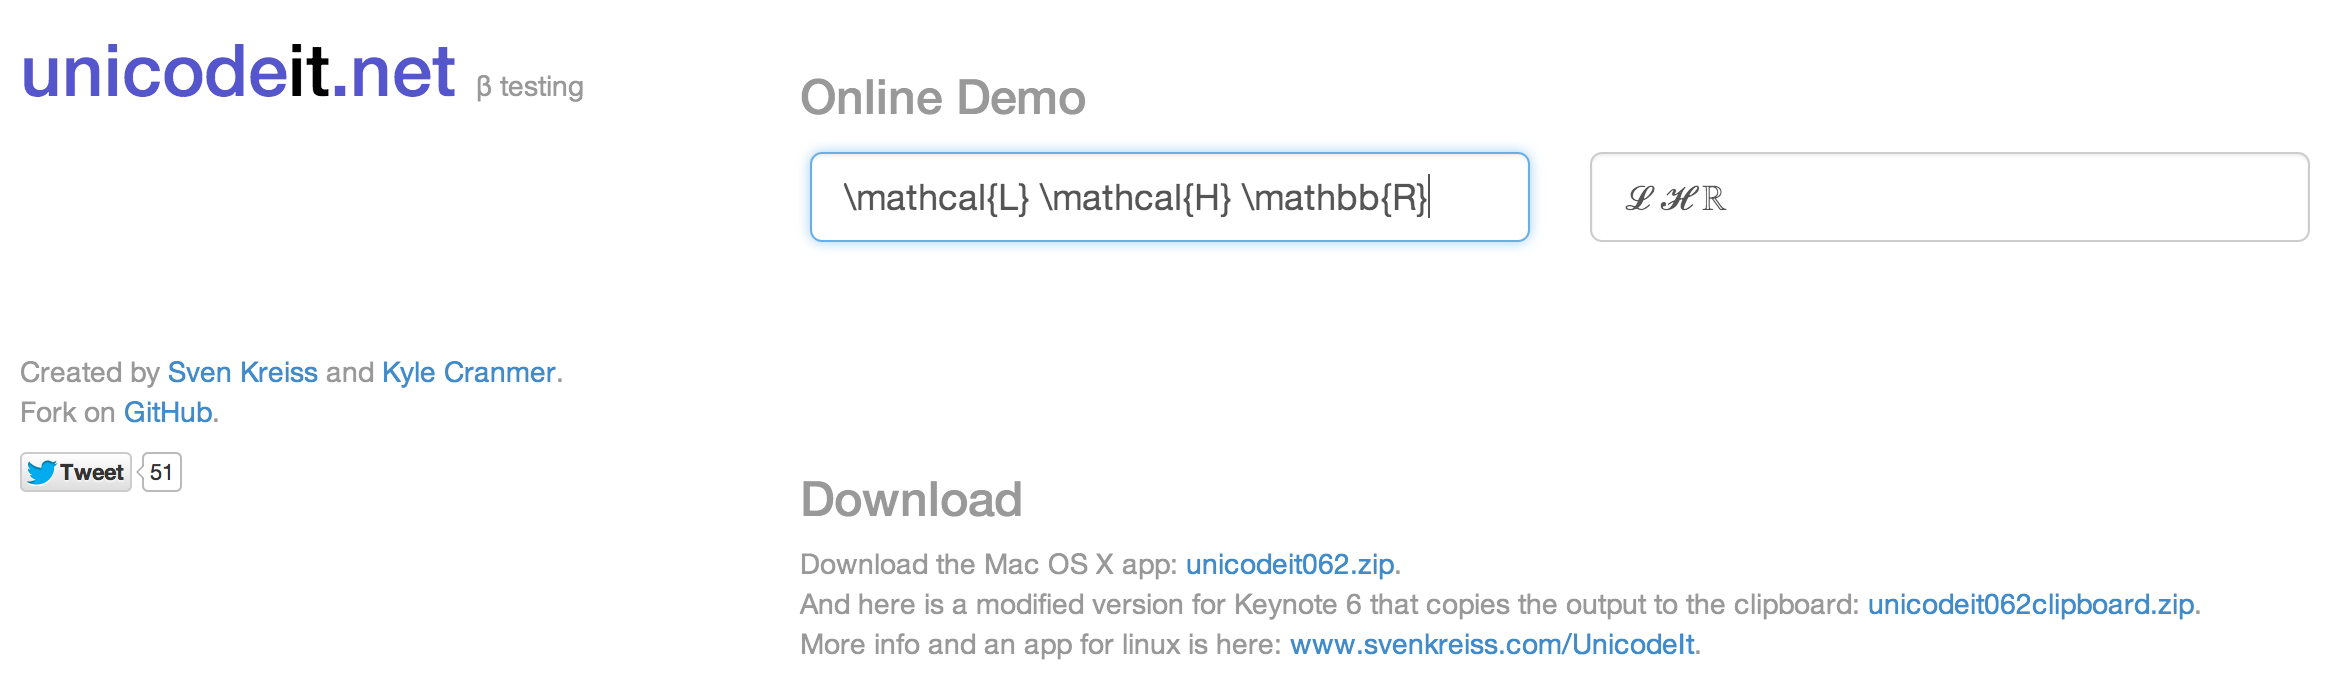 unicodeit.net β testing
Online Demo
\mathcal{L} \mathcal{H} \mathbb{R}
ℒ ℋ ℝ
Created by Sven Kreiss and Kyle Cranmer.
Fork on GitHub.
Tweet 51
Download
Download the Mac OS X app: unicodeit062.zip.
And here is a modified version for Keynote 6 that copies the output to the clipboard: unicodeit062clipboard.zip.
More info and an app for linux is here: www.svenkreiss.com/UnicodeIt.